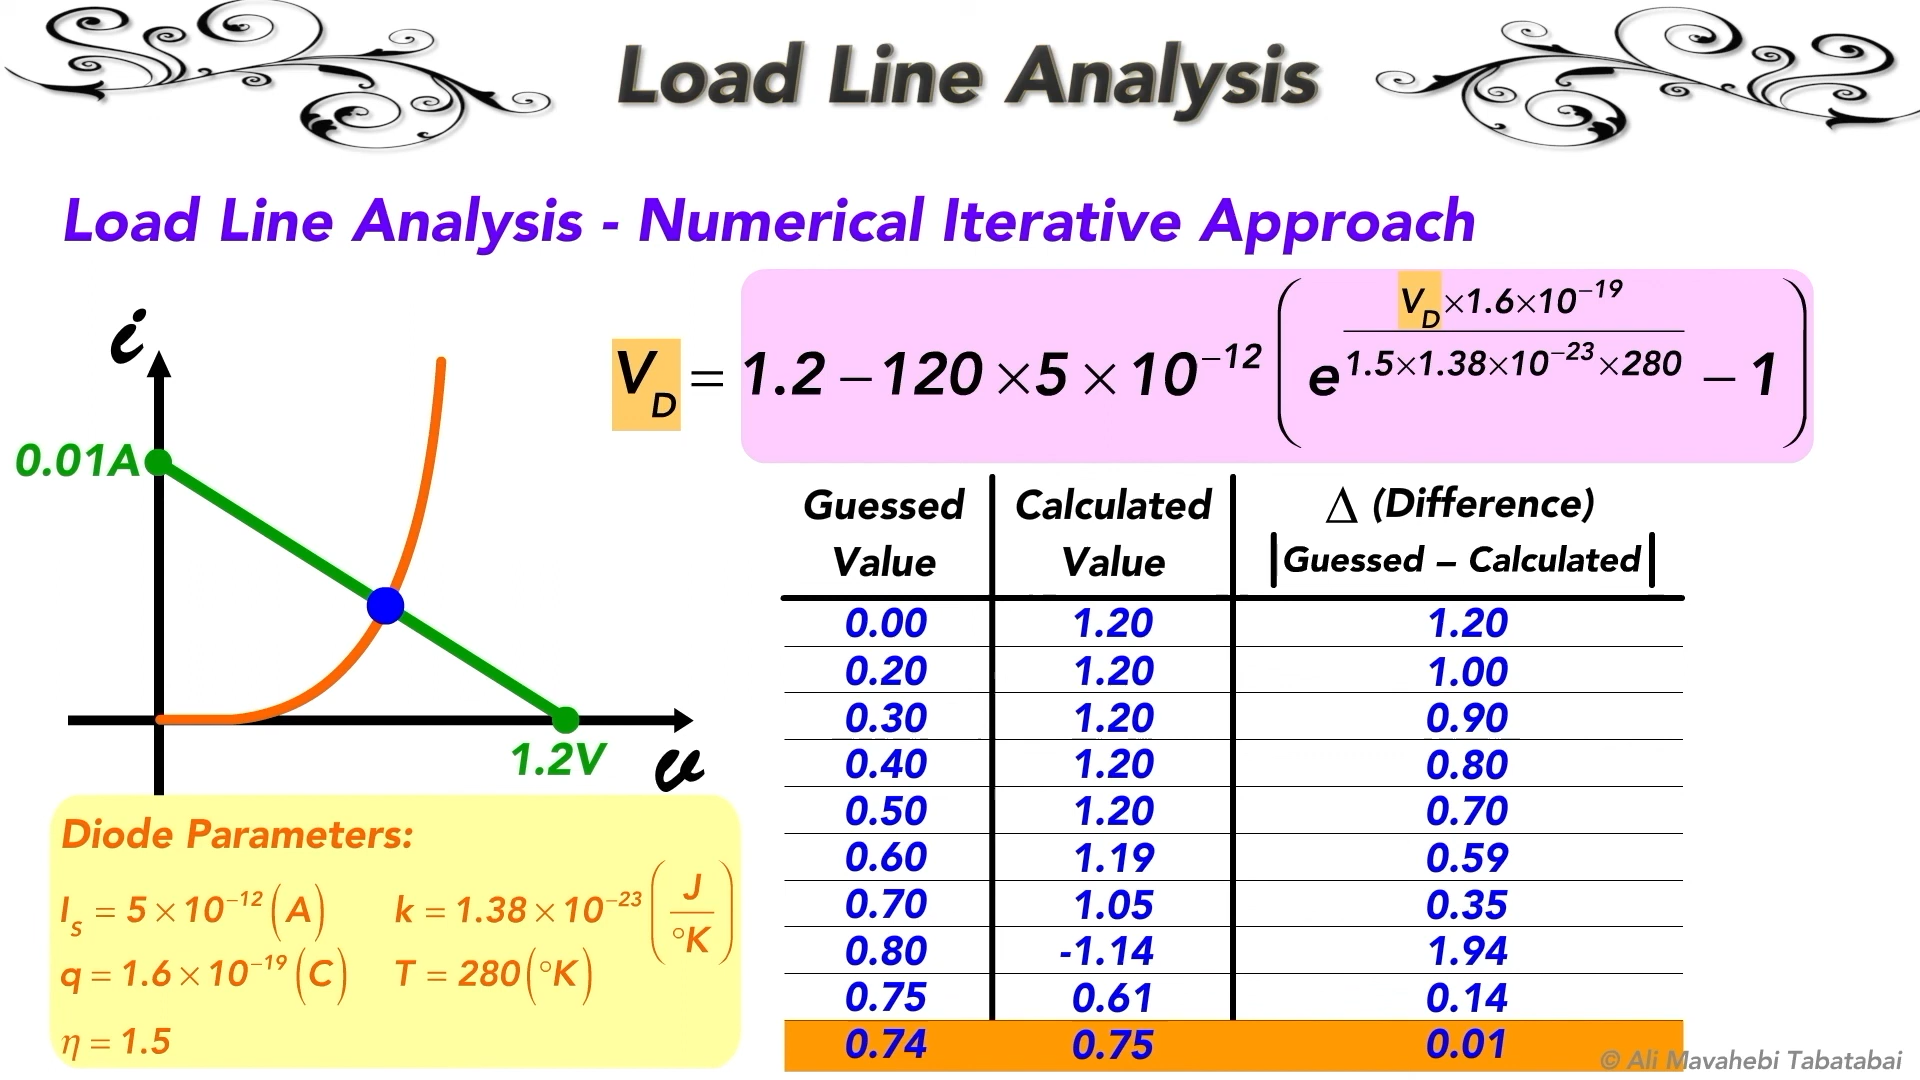 Load Line Analysis
Load Line Analysis - Numerical Iterative Approach
V_D = 1.2 – 120 × 5 × 10^–12 ( e^(V_D × 1.6 × 10^–19 / 1.5 × 1.38 × 10^–23 × 280) – 1 )
i
0.01A
1.2V
v
Diode Parameters:
I_s = 5 × 10^–12 (A) k = 1.38 × 10^–23 (J / °K)
q = 1.6 × 10^–19 (C) T = 280 (°K)
η = 1.5
Guessed Value Calculated Value Δ (Difference) |Guessed – Calculated|
0.00 1.20 1.20
0.20 1.20 1.00
0.30 1.20 0.90
0.40 1.20 0.80
0.50 1.20 0.70
0.60 1.19 0.59
0.70 1.05 0.35
0.80 -1.14 1.94
0.75 0.61 0.14
0.74 0.75 0.01
© Ali Mavahebi Tabatabai